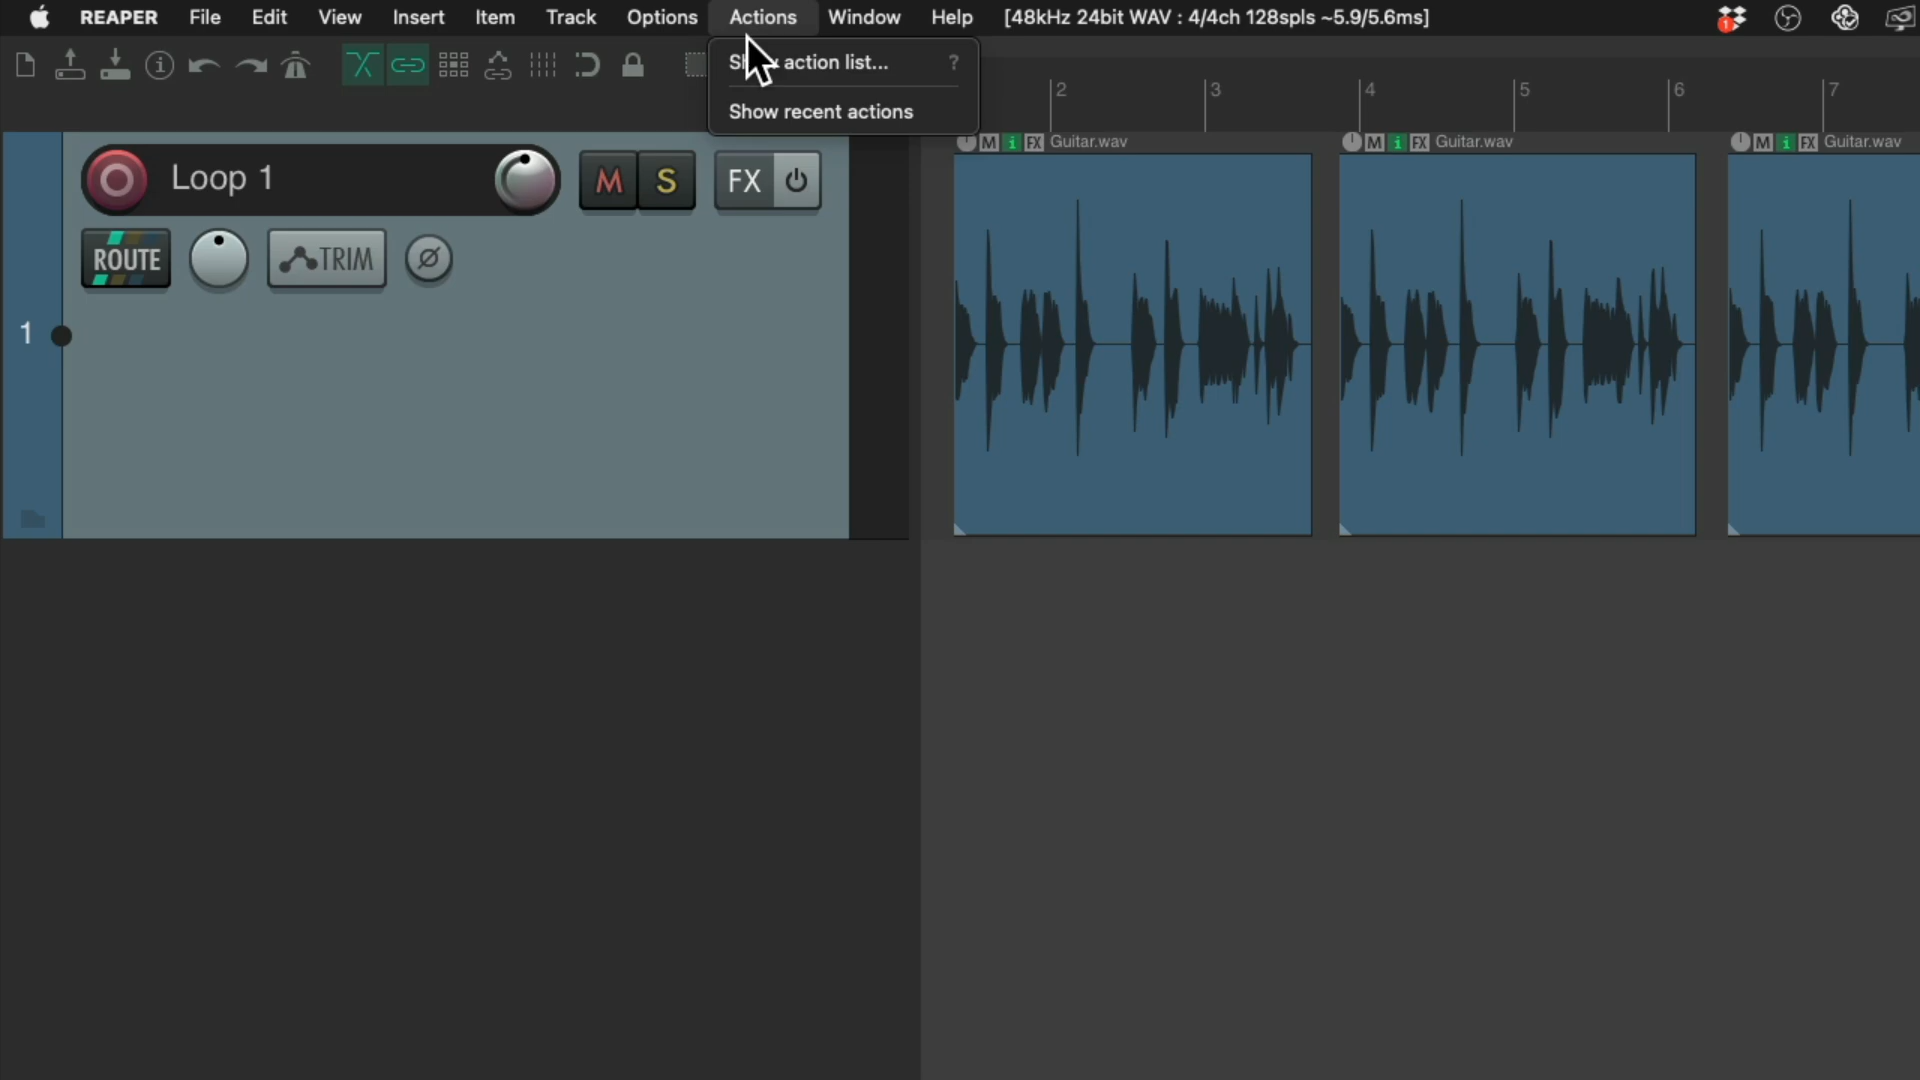 REAPER File Edit View Insert Item Track Options Actions Window Help [48kHz 24bit WAV : 4/4ch 128spls ~5.9/5.6ms]
1
action list... ?
Show recent actions
2 3 4 5 6 7
M i FX Guitar.wav M i FX Guitar.wav M i FX Guitar.wav
Loop 1 M S FX
ROUTE TRIM
1